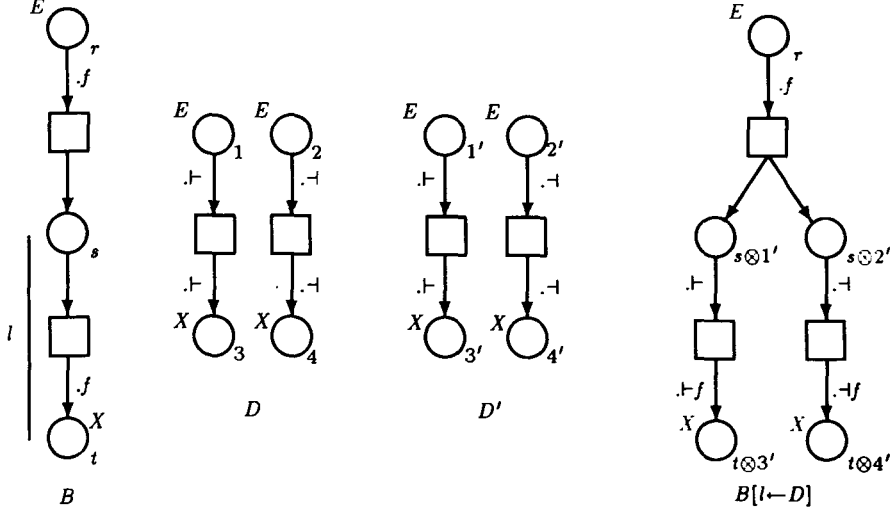 E
r
.f
s
l
.f
X
t
B
E
1
.⊢
.⊢
X
3
E
2
.⊣
.⊣
X
4
D
E
1′
.⊢
.⊢
X
3′
E
2′
.⊣
.⊣
X
4′
D′
E
r
.f
s⊗1′
s⊗2′
.⊢
.⊣
.⊢f
.⊣f
X
X
t⊗3′
t⊗4′
B[l←D]